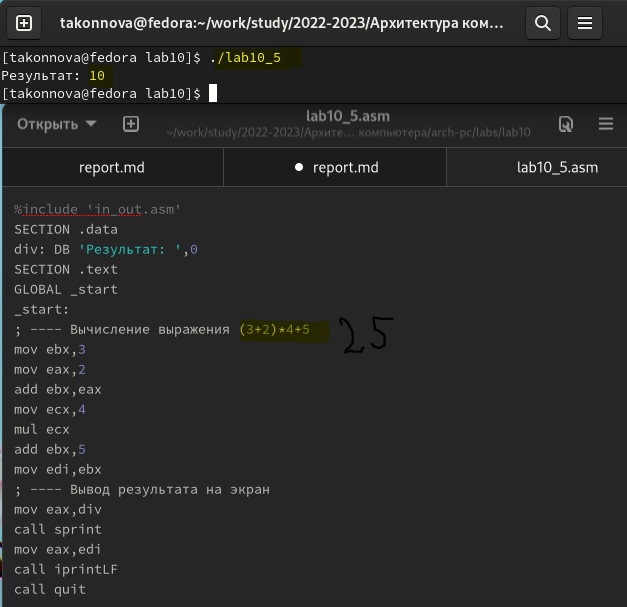 takonnova@fedora:~/work/study/2022-2023/Архитектура ком...
[takonnova@fedora lab10]$ ./lab10_5
Результат: 10
[takonnova@fedora lab10]$
Открыть
lab10_5.asm
~/work/study/2022-2023/Архите... компьютера/arch-pc/labs/lab10
report.md
report.md
lab10_5.asm
%include 'in_out.asm'
SECTION .data
div: DB 'Результат: ',0
SECTION .text
GLOBAL _start
_start:
; ---- Вычисление выражения (3+2)*4+5
25
mov ebx,3
mov eax,2
add ebx,eax
mov ecx,4
mul ecx
add ebx,5
mov edi,ebx
; ---- Вывод результата на экран
mov eax,div
call sprint
mov eax,edi
call iprintLF
call quit